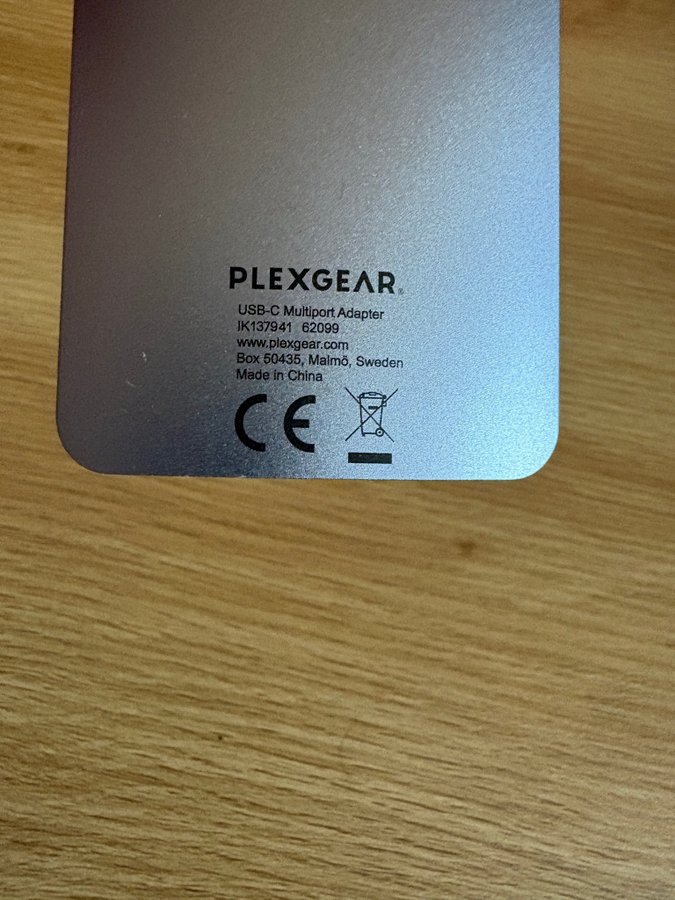 PLEXGEAR®
USB-C Multiport Adapter
IK137941 62099
www.plexgear.com
Box 50435, Malmö, Sweden
Made in China
CE